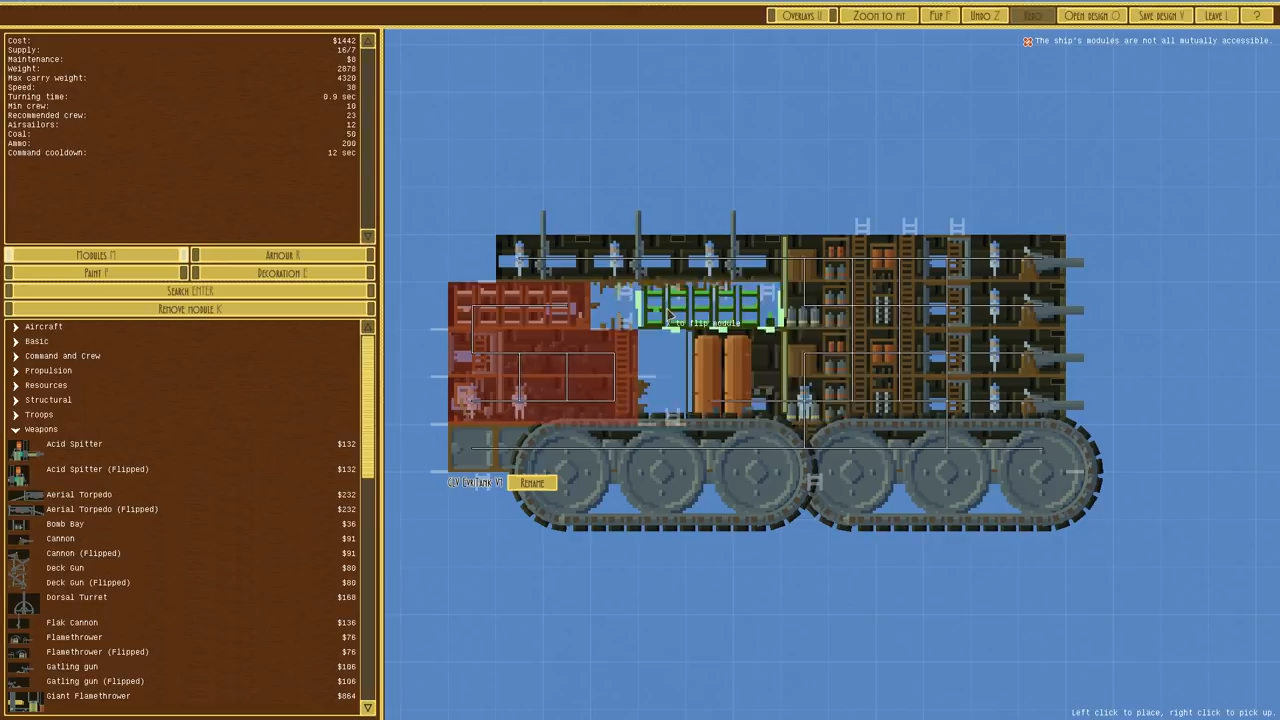 OVERLAYS U
ZOOM TO FIT
FLIP F
UNDO Z
REDO
OPEN DESIGN O
SAVE DESIGN V
LEAVE L
?
The ship's modules are not all mutually accessible.
Cost: $1442
Supply: 16/7
Maintenance: $8
Weight: 2878
Max carry weight: 4320
Speed: 38
Turning time: 0.9 sec
Min crew: 10
Recommended crew: 23
Airsailors: 12
Coal: 50
Ammo: 200
Command cooldown: 12 sec
MODULES M
ARMOUR R
PAINT P
DECORATION E
SEARCH ENTER
REMOVE MODULE K
Aircraft
Basic
Command and Crew
Propulsion
Resources
Structural
Troops
Weapons
Acid Spitter $132
Acid Spitter (Flipped) $132
Aerial Torpedo $232
Aerial Torpedo (Flipped) $232
Bomb Bay $36
Cannon $91
Cannon (Flipped) $91
Deck Gun $80
Deck Gun (Flipped) $80
Dorsal Turret $168
Flak Cannon $136
Flamethrower $76
Flamethrower (Flipped) $76
Gatling gun $106
Gatling gun (Flipped) $106
Giant Flamethrower $864
to flip module
RENAME
Left click to place, right click to pick up.